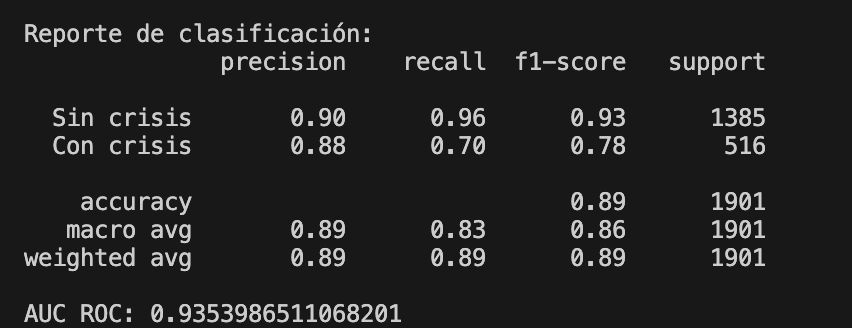 Reporte de clasificación:
precision recall f1-score support
Sin crisis 0.90 0.96 0.93 1385
Con crisis 0.88 0.70 0.78 516
accuracy 0.89 1901
macro avg 0.89 0.83 0.86 1901
weighted avg 0.89 0.89 0.89 1901
AUC ROC: 0.9353986511068201